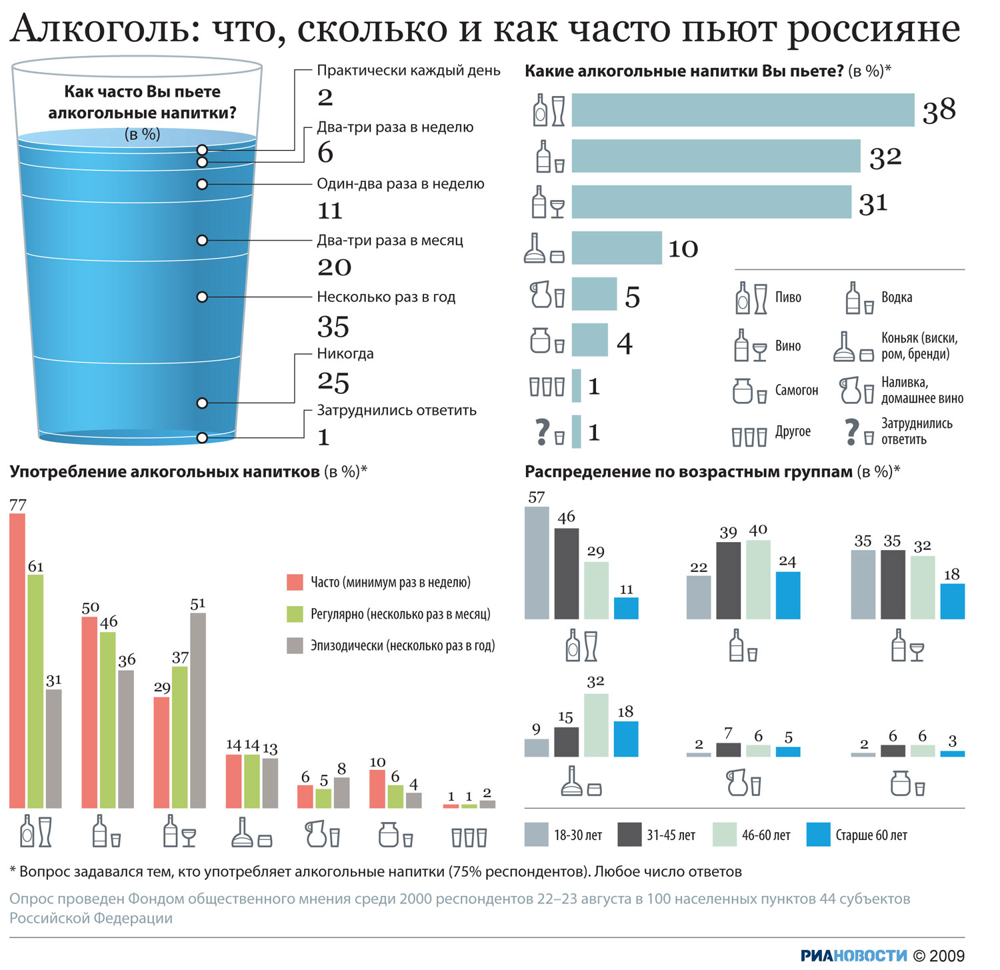 Алкоголь: что, сколько и как часто пьют россияне
Как часто Вы пьете
алкогольные напитки?
(в %)
Практически каждый день
2
Два-три раза в неделю
6
Один-два раза в неделю
11
Два-три раза в месяц
20
Несколько раз в год
35
Никогда
25
Затруднились ответить
1
Какие алкогольные напитки Вы пьете? (в %)*
38
32
31
10
5
4
1
? 1
Пиво
Водка
Вино
Коньяк (виски,
ром, бренди)
Самогон
Наливка,
домашнее вино
Другое
? Затруднились
ответить
Употребление алкогольных напитков (в %)*
77
61
31
50
46
36
29
37
51
14
14
13
6
5
8
10
6
4
1
1
2
Часто (минимум раз в неделю)
Регулярно (несколько раз в месяц)
Эпизодически (несколько раз в год)
Распределение по возрастным группам (в %)*
57
46
29
11
22
39
40
24
35
35
32
18
9
15
32
18
2
7
6
5
2
6
6
3
18-30 лет
31-45 лет
46-60 лет
Старше 60 лет
* Вопрос задавался тем, кто употребляет алкогольные напитки (75% респондентов). Любое число ответов
Опрос проведен Фондом общественного мнения среди 2000 респондентов 22–23 августа в 100 населенных пунктов 44 субъектов
Российской Федерации
РИАНОВОСТИ © 2009